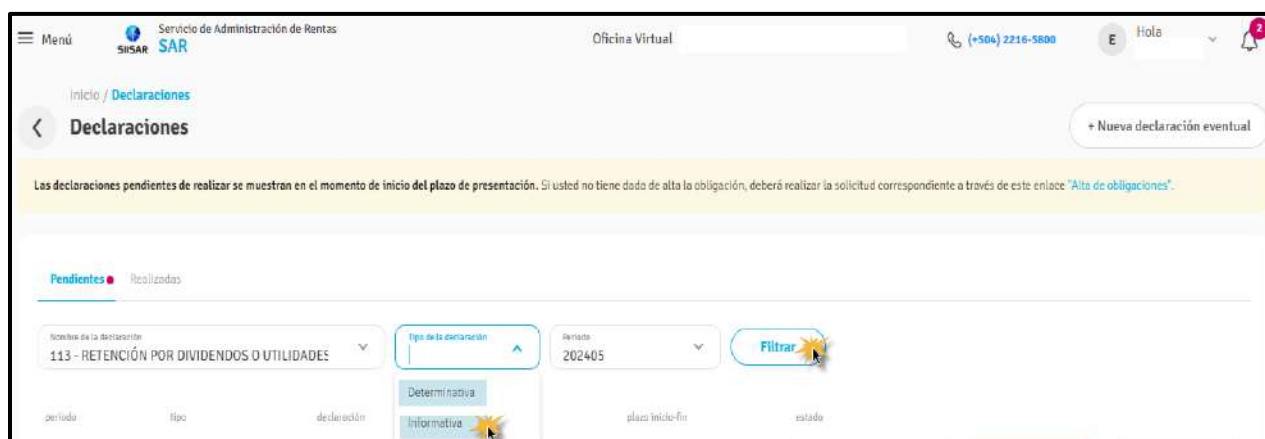 Menú
SIISAR
Servicio de Administración de Rentas
SAR
Oficina Virtual
(+504) 2216-5800
E
Hola
2
Inicio / Declaraciones
Declaraciones
+ Nueva declaración eventual
Las declaraciones pendientes de realizar se muestran en el momento de inicio del plazo de presentación. Si usted no tiene dada de alta la obligación, deberá realizar la solicitud correspondiente a través de este enlace "Alta de obligaciones".
Pendientes
Realizadas
Nombre de la declaración
113 - RETENCIÓN POR DIVIDENDOS O UTILIDADES
Tipo de la declaración
Periodo
202405
Filtrar
Determinativa
Informativa
periodo
tipo
declaración
plazo inicio-fin
estado